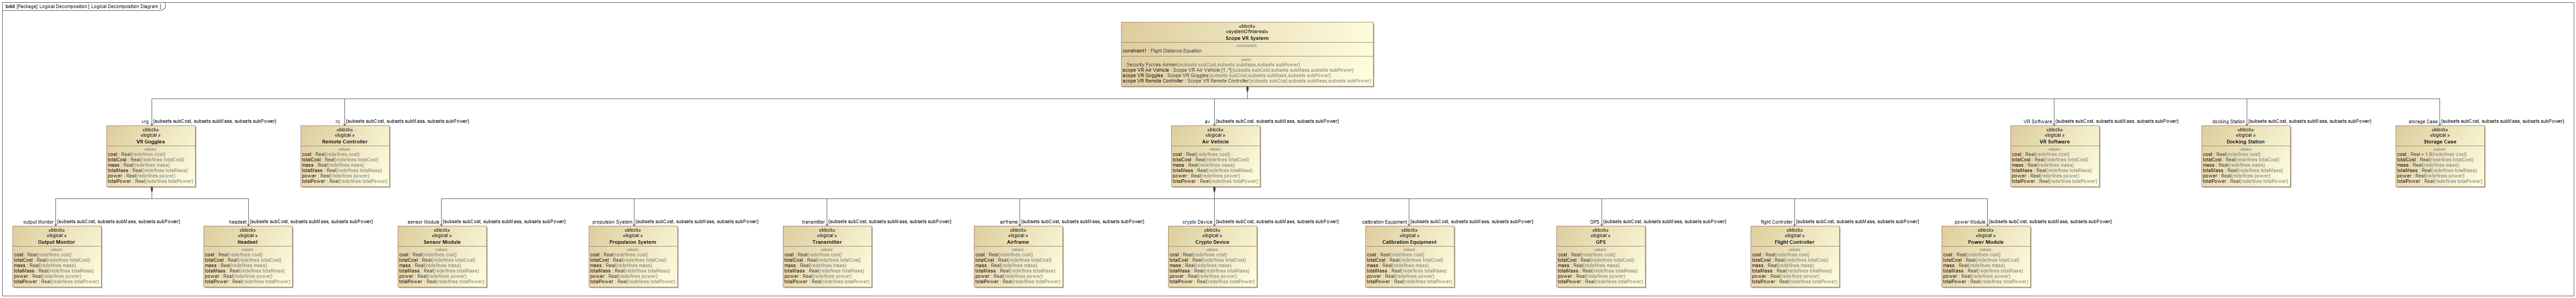 bdd [Package] Logical Decomposition [ Logical Decomposition Diagram ]
«block»
«systemOfInterest»
Scope VR System
constraints
constraint1 : Flight Distance Equation
parts
: Security Forces Airmen{subsets subCost,subsets subMass,subsets subPower}
scope VR Air Vehicle : Scope VR Air Vehicle [1..*]{subsets subCost,subsets subMass,subsets subPower}
scope VR Goggles : Scope VR Goggles{subsets subCost,subsets subMass,subsets subPower}
scope VR Remote Controller : Scope VR Remote Controller{subsets subCost,subsets subMass,subsets subPower}
vrg {subsets subCost, subsets subMass, subsets subPower}
«block»
«logical »
VR Goggles
values
cost : Real{redefines cost}
totalCost : Real{redefines totalCost}
mass : Real{redefines mass}
totalMass : Real{redefines totalMass}
power : Real{redefines power}
totalPower : Real{redefines totalPower}
rc {subsets subCost, subsets subMass, subsets subPower}
«block»
«logical »
Remote Controller
values
cost : Real{redefines cost}
totalCost : Real{redefines totalCost}
mass : Real{redefines mass}
totalMass : Real{redefines totalMass}
power : Real{redefines power}
totalPower : Real{redefines totalPower}
av {subsets subCost, subsets subMass, subsets subPower}
«block»
«logical »
Air Vehicle
values
cost : Real{redefines cost}
totalCost : Real{redefines totalCost}
mass : Real{redefines mass}
totalMass : Real{redefines totalMass}
power : Real{redefines power}
totalPower : Real{redefines totalPower}
VR Software {subsets subCost, subsets subMass, subsets subPower}
«block»
«logical »
VR Software
values
cost : Real{redefines cost}
totalCost : Real{redefines totalCost}
mass : Real{redefines mass}
totalMass : Real{redefines totalMass}
power : Real{redefines power}
totalPower : Real{redefines totalPower}
docking Station {subsets subCost, subsets subMass, subsets subPower}
«block»
«logical »
Docking Station
values
cost : Real{redefines cost}
totalCost : Real{redefines totalCost}
mass : Real{redefines mass}
totalMass : Real{redefines totalMass}
power : Real{redefines power}
totalPower : Real{redefines totalPower}
storage Case {subsets subCost, subsets subMass, subsets subPower}
«block»
«logical »
Storage Case
values
cost : Real = 1.0{redefines cost}
totalCost : Real{redefines totalCost}
mass : Real{redefines mass}
totalMass : Real{redefines totalMass}
power : Real{redefines power}
totalPower : Real{redefines totalPower}
output Monitor {subsets subCost, subsets subMass, subsets subPower}
«block»
«logical »
Output Monitor
values
cost : Real{redefines cost}
totalCost : Real{redefines totalCost}
mass : Real{redefines mass}
totalMass : Real{redefines totalMass}
power : Real{redefines power}
totalPower : Real{redefines totalPower}
headset {subsets subCost, subsets subMass, subsets subPower}
«block»
«logical »
Headset
values
cost : Real{redefines cost}
totalCost : Real{redefines totalCost}
mass : Real{redefines mass}
totalMass : Real{redefines totalMass}
power : Real{redefines power}
totalPower : Real{redefines totalPower}
sensor Module {subsets subCost, subsets subMass, subsets subPower}
«block»
«logical »
Sensor Module
values
cost : Real{redefines cost}
totalCost : Real{redefines totalCost}
mass : Real{redefines mass}
totalMass : Real{redefines totalMass}
power : Real{redefines power}
totalPower : Real{redefines totalPower}
propulsion System {subsets subCost, subsets subMass, subsets subPower}
«block»
«logical »
Propulsion System
values
cost : Real{redefines cost}
totalCost : Real{redefines totalCost}
mass : Real{redefines mass}
totalMass : Real{redefines totalMass}
power : Real{redefines power}
totalPower : Real{redefines totalPower}
transmitter {subsets subCost, subsets subMass, subsets subPower}
«block»
«logical »
Transmitter
values
cost : Real{redefines cost}
totalCost : Real{redefines totalCost}
mass : Real{redefines mass}
totalMass : Real{redefines totalMass}
power : Real{redefines power}
totalPower : Real{redefines totalPower}
airframe {subsets subCost, subsets subMass, subsets subPower}
«block»
«logical »
Airframe
values
cost : Real{redefines cost}
totalCost : Real{redefines totalCost}
mass : Real{redefines mass}
totalMass : Real{redefines totalMass}
power : Real{redefines power}
totalPower : Real{redefines totalPower}
crypto Device {subsets subCost, subsets subMass, subsets subPower}
«block»
«logical »
Crypto Device
values
cost : Real{redefines cost}
totalCost : Real{redefines totalCost}
mass : Real{redefines mass}
totalMass : Real{redefines totalMass}
power : Real{redefines power}
totalPower : Real{redefines totalPower}
calibration Equipment {subsets subCost, subsets subMass, subsets subPower}
«block»
«logical »
Calibration Equipment
values
cost : Real{redefines cost}
totalCost : Real{redefines totalCost}
mass : Real{redefines mass}
totalMass : Real{redefines totalMass}
power : Real{redefines power}
totalPower : Real{redefines totalPower}
GPS {subsets subCost, subsets subMass, subsets subPower}
«block»
«logical »
GPS
values
cost : Real{redefines cost}
totalCost : Real{redefines totalCost}
mass : Real{redefines mass}
totalMass : Real{redefines totalMass}
power : Real{redefines power}
totalPower : Real{redefines totalPower}
flight Controller {subsets subCost, subsets subMass, subsets subPower}
«block»
«logical »
Flight Controller
values
cost : Real{redefines cost}
totalCost : Real{redefines totalCost}
mass : Real{redefines mass}
totalMass : Real{redefines totalMass}
power : Real{redefines power}
totalPower : Real{redefines totalPower}
power Module {subsets subCost, subsets subMass, subsets subPower}
«block»
«logical »
Power Module
values
cost : Real{redefines cost}
totalCost : Real{redefines totalCost}
mass : Real{redefines mass}
totalMass : Real{redefines totalMass}
power : Real{redefines power}
totalPower : Real{redefines totalPower}